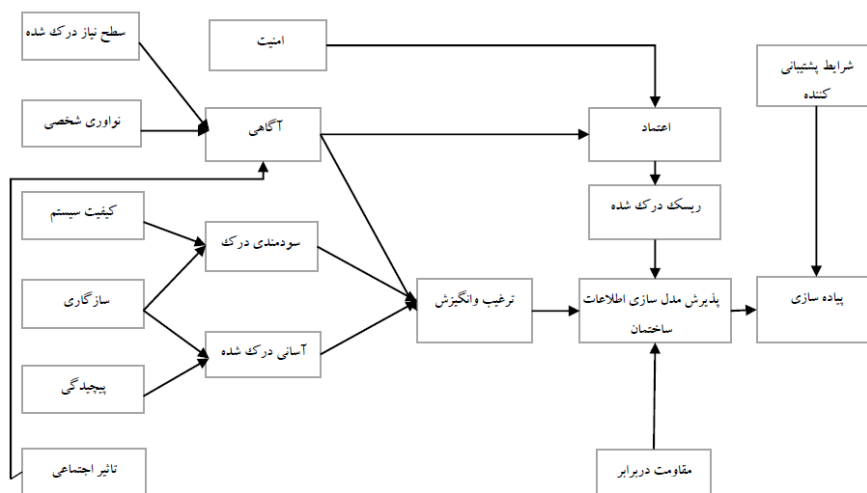 سطح نیاز درک شده
امنیت
شرایط پشتیبانی
کننده
نواوری شخصی
آگاهی
اعتماد
کیفیت سیستم
سودمندی درک
ریسک درک شده
سازگاری
ترغیب وانگیزش
پذیرش مدل سازی اطلاعات
ساختمان
پیاده سازی
آسانی درک شده
پیچیدگی
تاثیر اجتماعی
مقاومت دربرابر